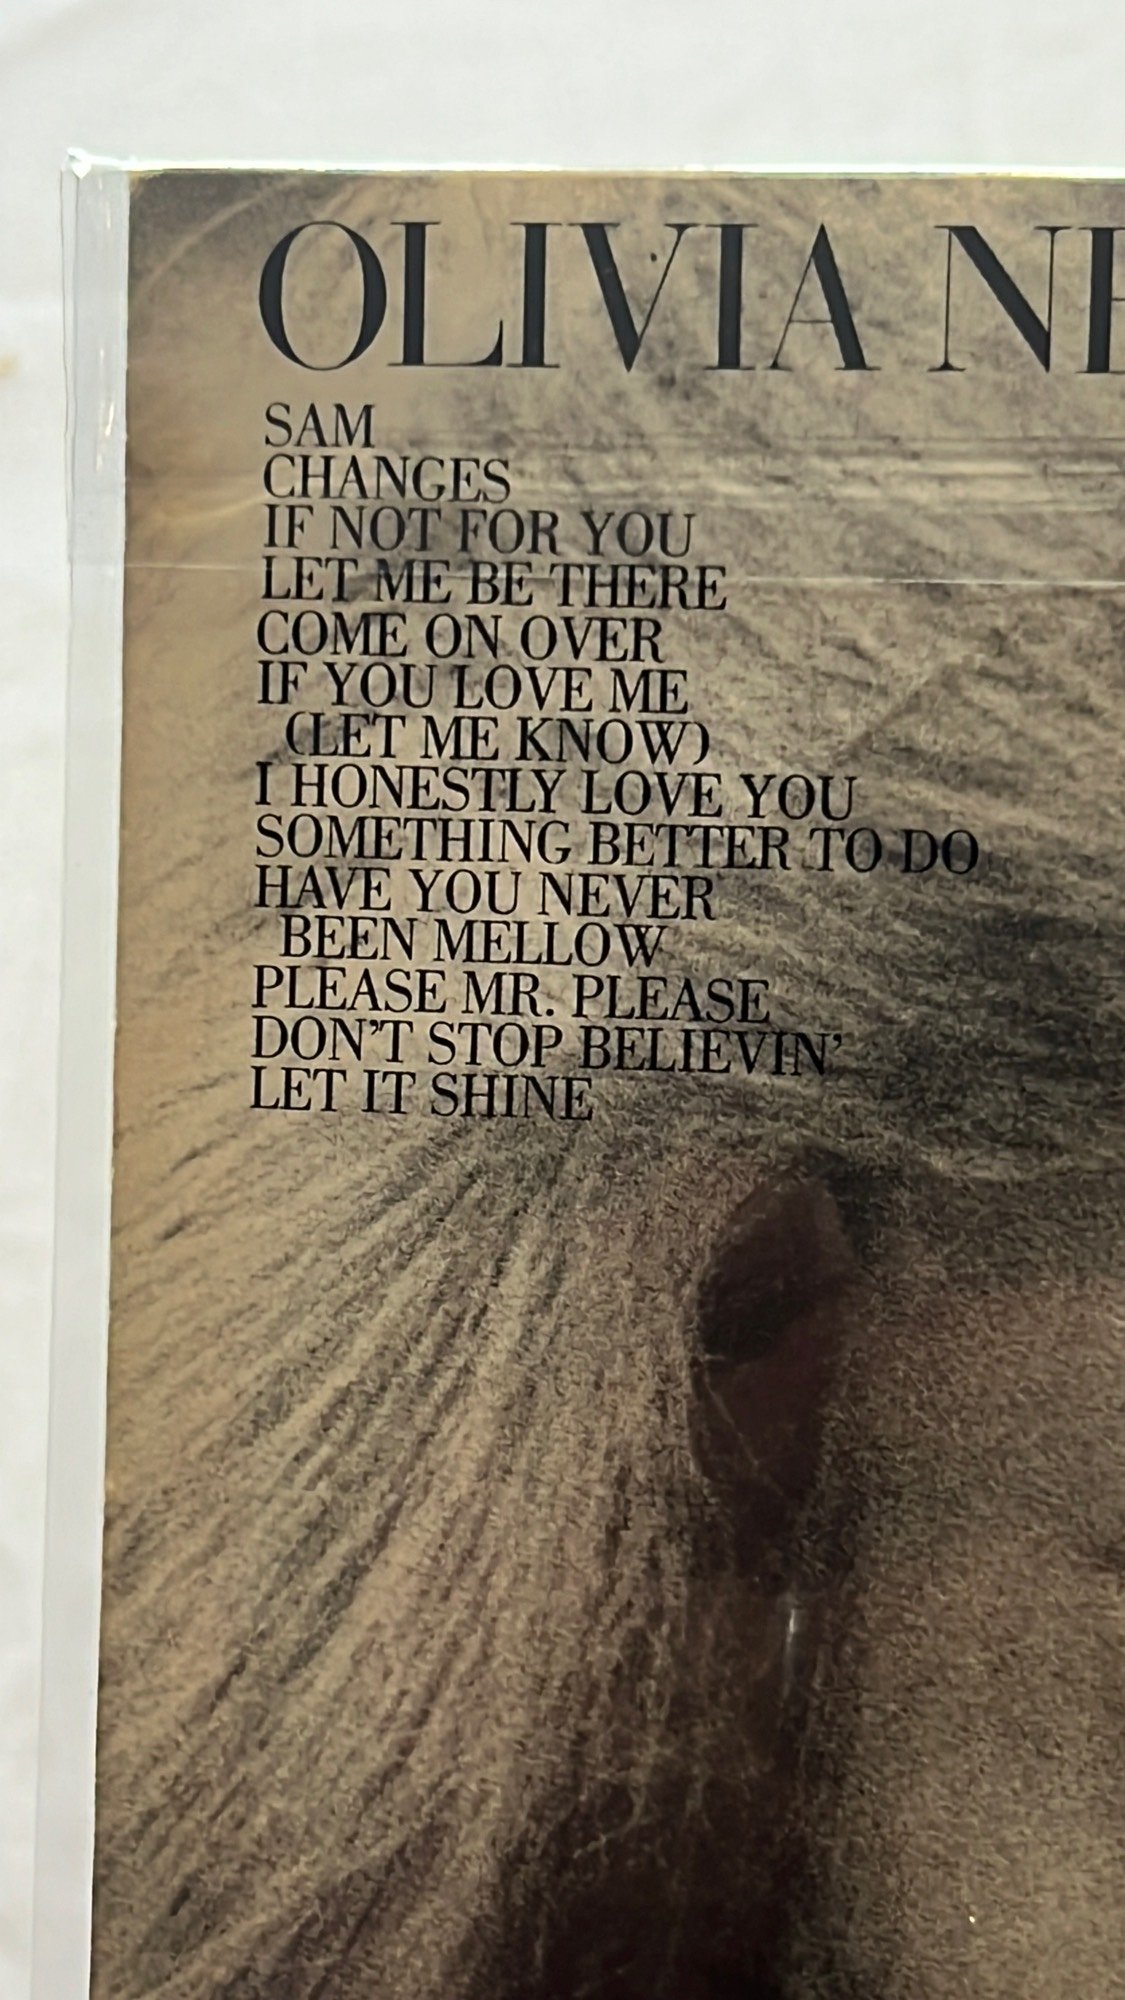 OLIVIA NE
SAM
CHANGES
IF NOT FOR YOU
LET ME BE THERE
COME ON OVER
IF YOU LOVE ME
(LET ME KNOW)
I HONESTLY LOVE YOU
SOMETHING BETTER TO DO
HAVE YOU NEVER
BEEN MELLOW
PLEASE MR. PLEASE
DON'T STOP BELIEVIN'
LET IT SHINE